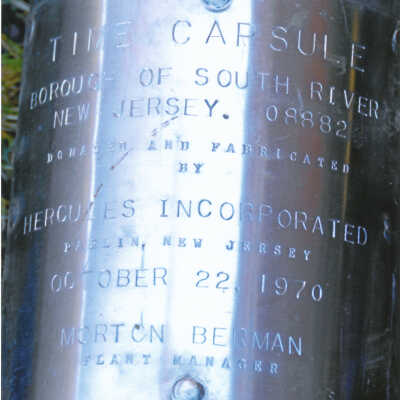 TIME CAPSULE
BOROUGH OF SOUTH RIVER
NEW JERSEY. 08882
DONATED AND FABRICATED
BY
HERCULES INCORPORATED
PARLIN, NEW JERSEY
OCTOBER 22, 1970
MORTON BERMAN
PLANT MANAGER